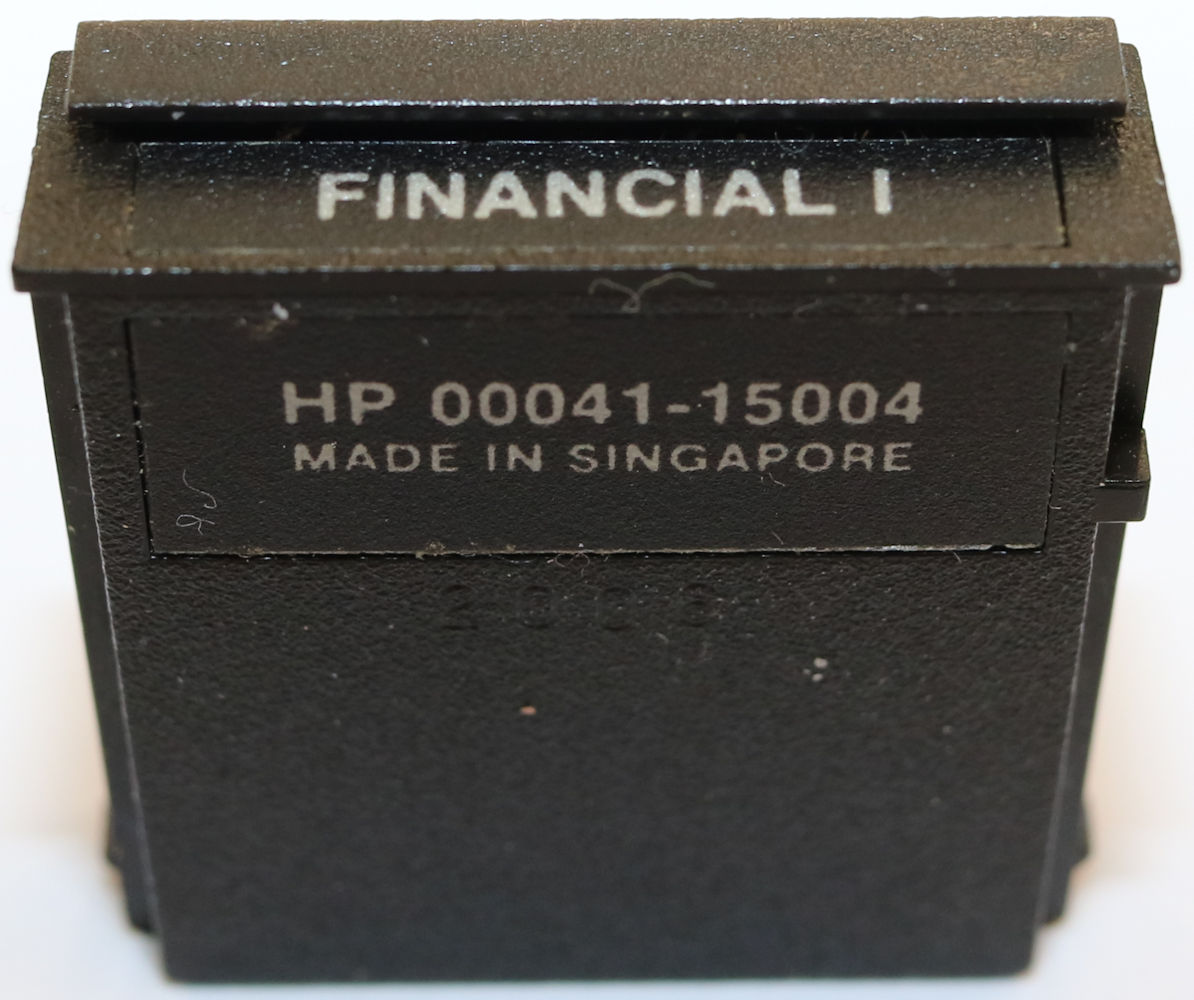 FINANCIAL I
HP 00041-15004
MADE IN SINGAPORE